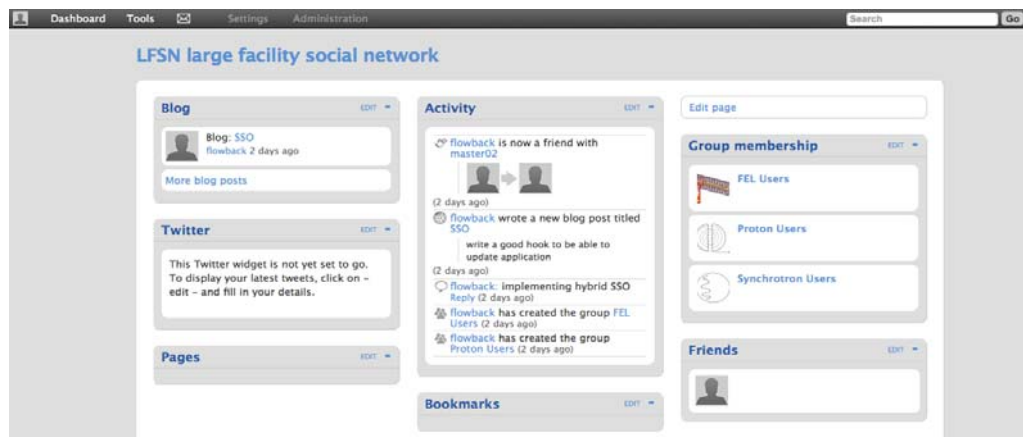 Dashboard Tools Settings Administration Search Go
LFSN large facility social network
Blog EDIT
Blog: SSO
flowback 2 days ago
More blog posts
Twitter EDIT
This Twitter widget is not yet set to go.
To display your latest tweets, click on –
edit – and fill in your details.
Pages EDIT
Activity EDIT
flowback is now a friend with
master02
(2 days ago)
flowback wrote a new blog post titled
SSO
write a good hook to be able to
update application
(2 days ago)
flowback: implementing hybrid SSO
Reply (2 days ago)
flowback has created the group FEL
Users (2 days ago)
flowback has created the group
Proton Users (2 days ago)
Bookmarks EDIT
Edit page
Group membership EDIT
FEL Users
Proton Users
Synchrotron Users
Friends EDIT